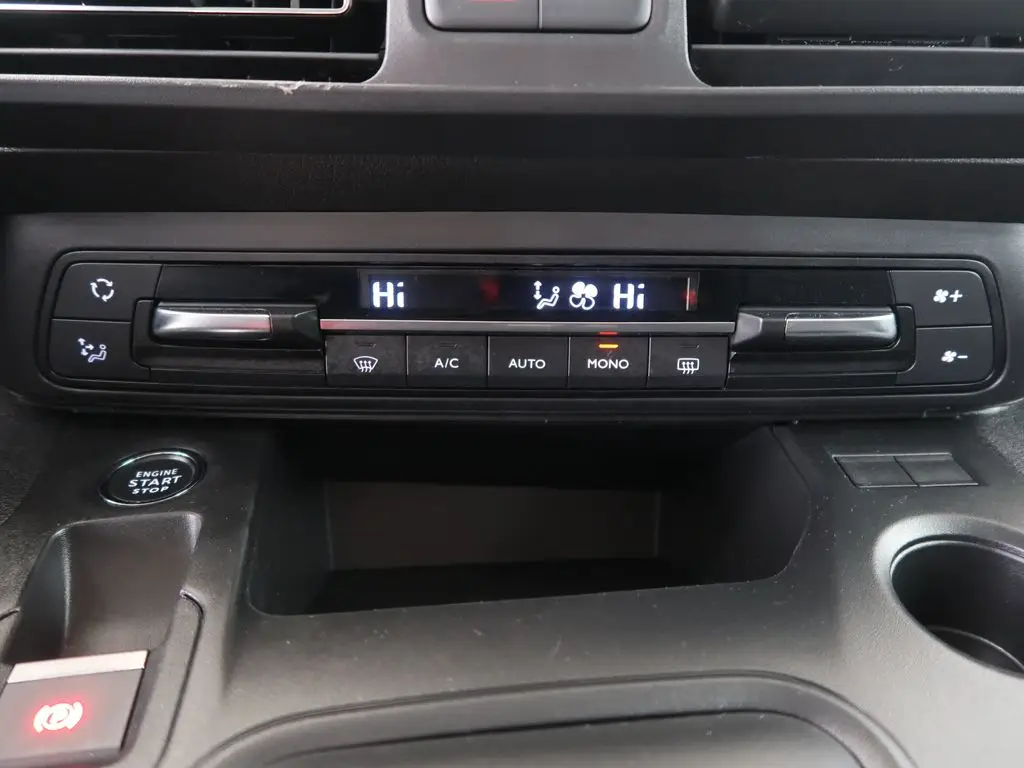 Hi Hi
A/C AUTO MONO
ENGINE
START
STOP
P